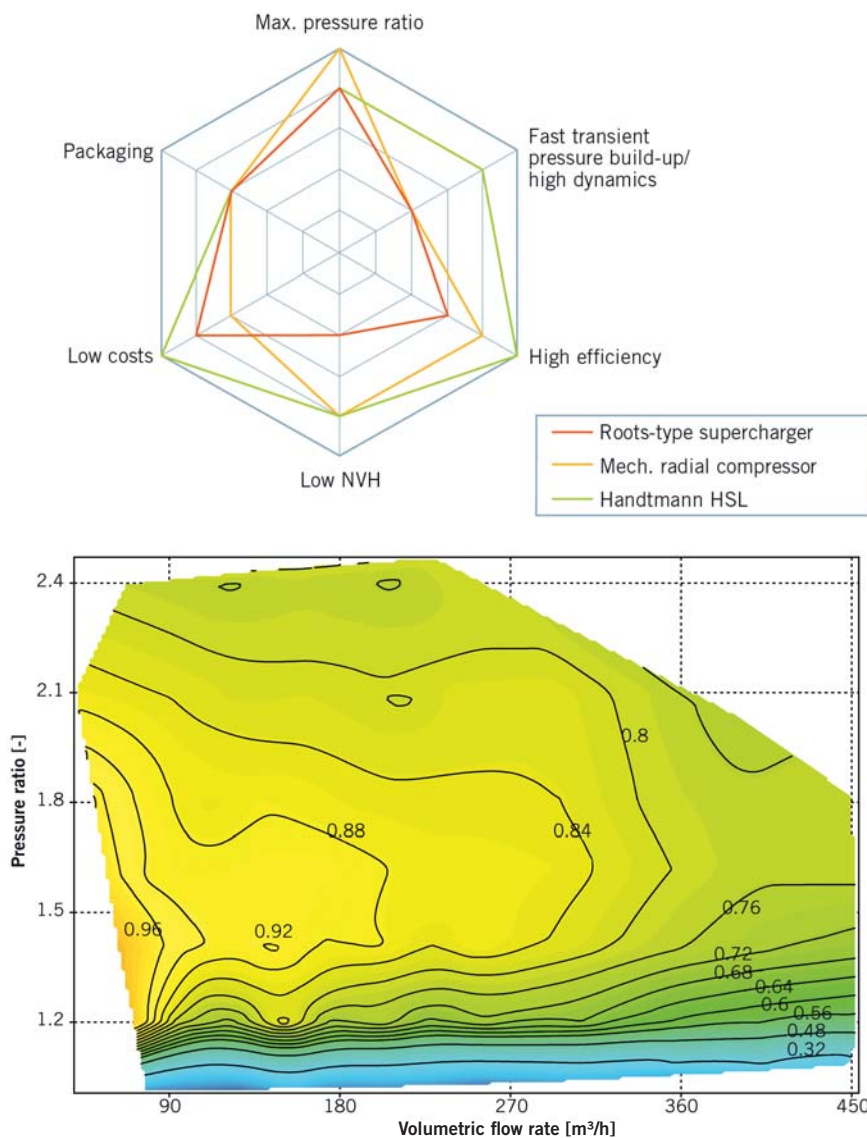 Max. pressure ratio
Packaging
Fast transient
pressure build-up/
high dynamics
Low costs
High efficiency
Low NVH
Roots-type supercharger
Mech. radial compressor
Handtmann HSL
2.4
2.1
0.8
1.8
0.88
0.84
1.5
0.96
0.92
0.76
0.72
0.68
0.64
0.6
0.56
1.2
0.48
0.32
Pressure ratio [-]
90 180 270 360 450
Volumetric flow rate [m³/h]